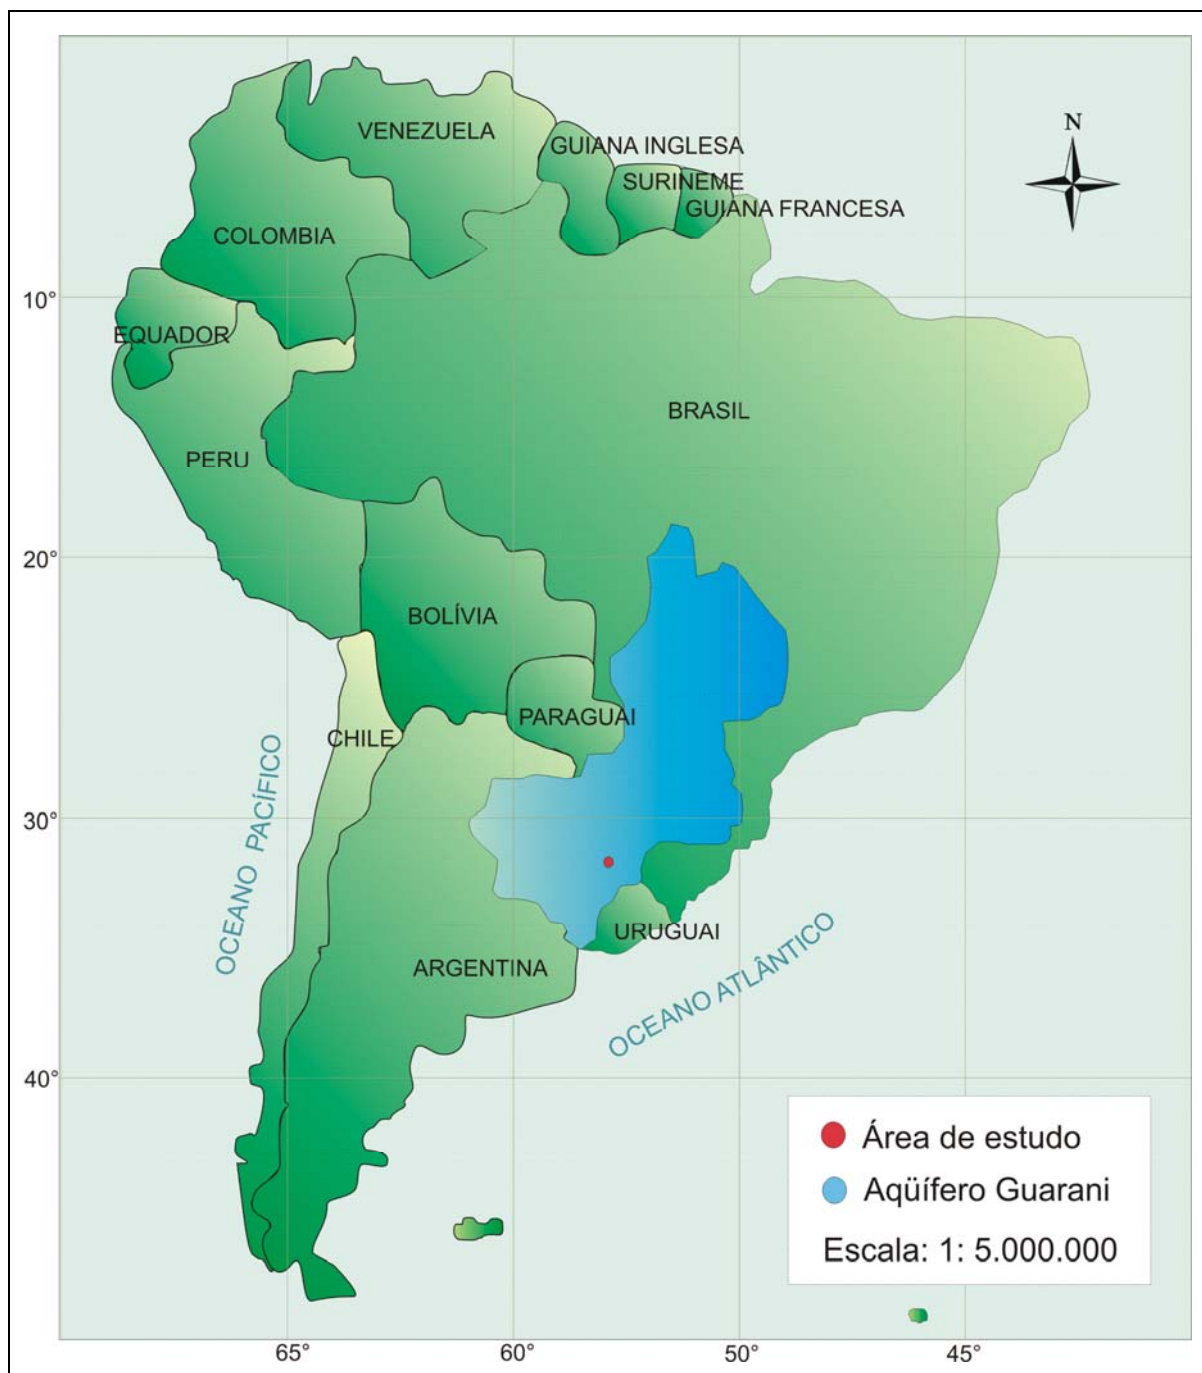 VENEZUELA
GUIANA INGLESA
SURINEME
GUIANA FRANCESA
N
COLOMBIA
10°
EQUADOR
BRASIL
PERU
20°
BOLÍVIA
PARAGUAI
CHILE
OCEANO PACÍFICO
30°
URUGUAI
ARGENTINA
OCEANO ATLÂNTICO
40°
Área de estudo
Aqüífero Guarani
Escala: 1: 5.000.000
65° 60° 50° 45°